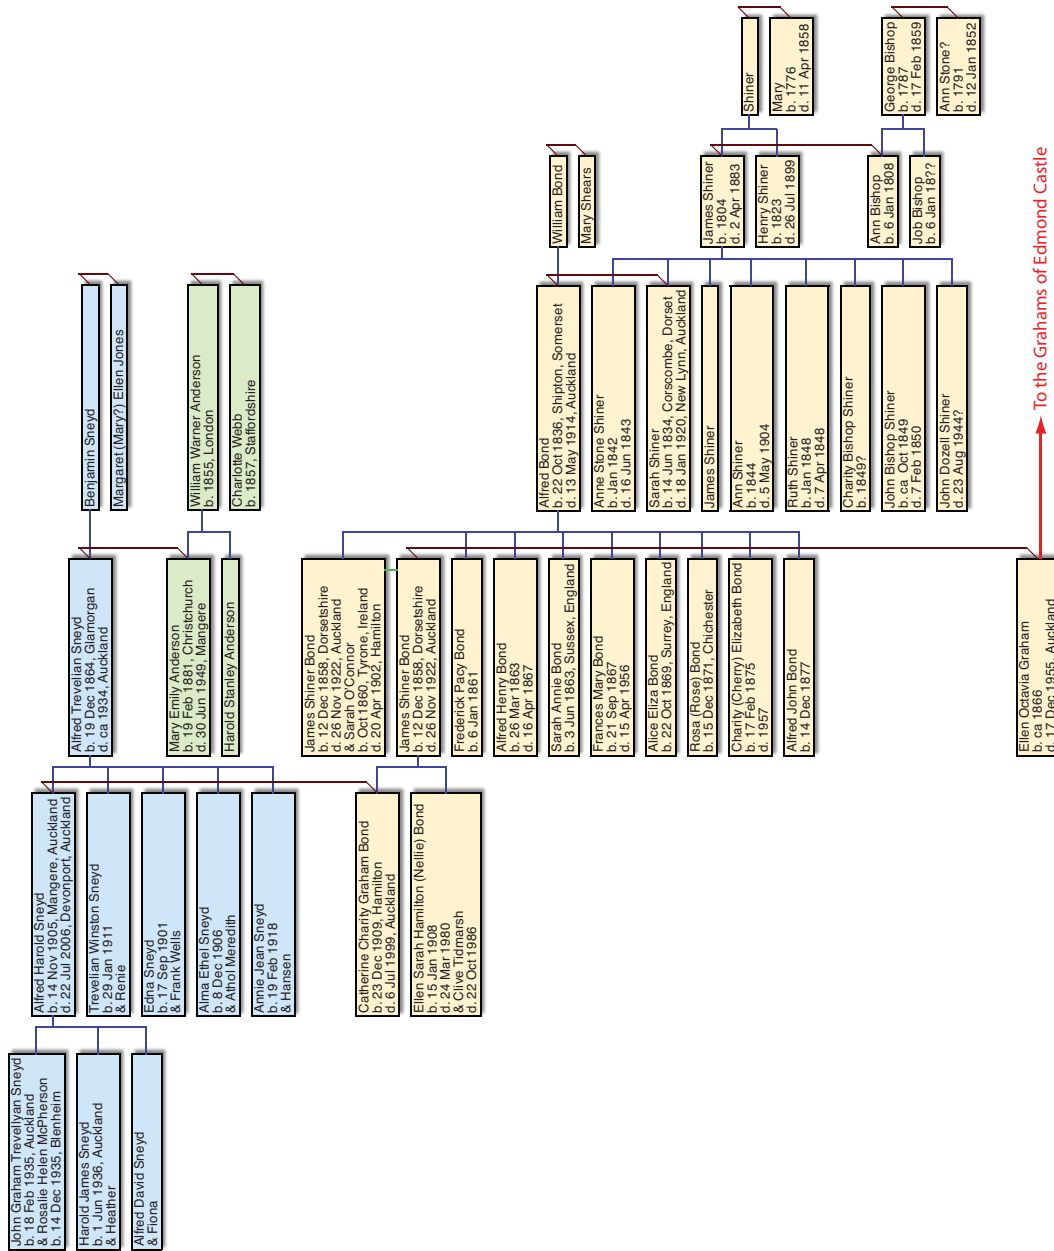 John Graham Trevellyan Sneyd
b. 18 Feb 1935, Auckland
& Rosalie Helen McPherson
b. 14 Dec 1935, Blenheim
Harold James Sneyd
b. 1 Jun 1936, Auckland
& Heather
Alfred David Sneyd
& Fiona
Alfred Harold Sneyd
b. 14 Nov 1905, Mangere, Auckland
d. 22 Jul 2006, Devonport, Auckland
Trevelian Winston Sneyd
b. 29 Jan 1911
& Renie
Edna Sneyd
b. 17 Sep 1901
& Frank Wells
Alma Ethel Sneyd
b. 8 Dec 1906
& Athol Meredith
Annie Jean Sneyd
b. 19 Feb 1918
& Hansen
Catherine Charity Graham Bond
b. 23 Dec 1909, Hamilton
d. 6 Jul 1999, Auckland
Ellen Sarah Hamilton (Nellie) Bond
b. 15 Jan 1908
d. 24 Mar 1980
& Clive Tidmarsh
d. 22 Oct 1986
Alfred Trevelian Sneyd
b. 19 Dec 1864, Glamorgan
d. ca 1934, Auckland
Mary Emily Anderson
b. 19 Feb 1881, Christchurch
d. 30 Jun 1949, Mangere
Harold Stanley Anderson
James Shiner Bond
b. 12 Dec 1858, Dorsetshire
d. 26 Nov 1922, Auckland
& Sarah O'Connor
b. Oct 1860, Tyrone, Ireland
d. 20 Apr 1902, Hamilton
James Shiner Bond
b. 12 Dec 1858, Dorsetshire
d. 26 Nov 1922, Auckland
Frederick Pacy Bond
b. 6 Jan 1861
Alfred Henry Bond
b. 26 Mar 1863
d. 16 Apr 1867
Sarah Annie Bond
b. 3 Jun 1863, Sussex, England
Frances Mary Bond
b. 21 Sep 1867
d. 15 Apr 1956
Alice Eliza Bond
b. 22 Oct 1869, Surrey, England
Rosa (Rose) Bond
b. 15 Dec 1871, Chichester
Charity (Cherry) Elizabeth Bond
b. 17 Feb 1875
d. 1957
Alfred John Bond
b. 14 Dec 1877
Ellen Octavia Graham
b. ca 1866
d. 17 Dec 1955, Auckland
Benjamin Sneyd
Margaret (Mary?) Ellen Jones
William Warner Anderson
b. 1855, London
Charlotte Webb
b. 1857, Staffordshire
Alfred Bond
b. 22 Oct 1836, Shipton, Somerset
d. 13 May 1914, Auckland
Anne Stone Shiner
b. Jan 1842
d. 16 Jun 1843
Sarah Shiner
b. 14 Jun 1834, Corscombe, Dorset
d. 18 Jan 1920, New Lynn, Auckland
James Shiner
Ann Shiner
b. 1844
d. 5 May 1904
Ruth Shiner
b. Jan 1848
d. 7 Apr 1848
Charity Bishop Shiner
b. 1849?
John Bishop Shiner
b. ca Oct 1849
d. 7 Feb 1850
John Dozell Shiner
d. 23 Aug 1944?
William Bond
Mary Shears
James Shiner
b. 1804
d. 2 Apr 1883
Henry Shiner
b. 1823
d. 26 Jul 1899
Ann Bishop
b. 6 Jan 1808
Job Bishop
b. 6 Jan 18??
Shiner
Mary
b. 1776
d. 11 Apr 1858
George Bishop
b. 1787
d. 17 Feb 1859
Ann Stone?
b. 1791
d. 12 Jan 1852
To the Grahams of Edmond Castle